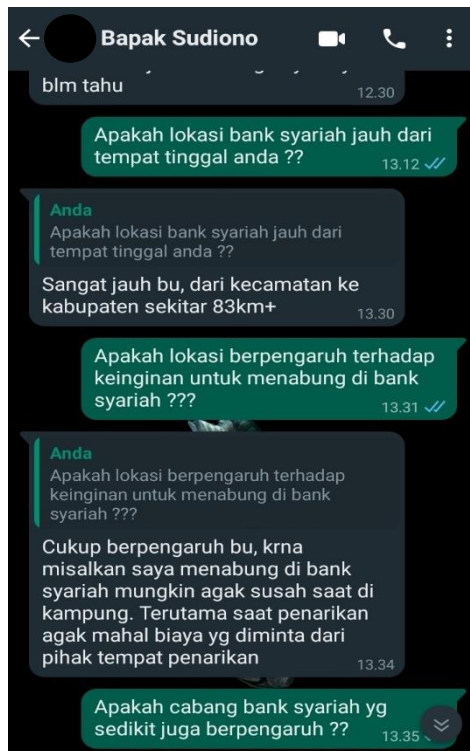 Bapak Sudiono
blm tahu
12.30
Apakah lokasi bank syariah jauh dari
tempat tinggal anda ??
13.12
Anda
Apakah lokasi bank syariah jauh dari
tempat tinggal anda ??
Sangat jauh bu, dari kecamatan ke
kabupaten sekitar 83km+
13.30
Apakah lokasi berpengaruh terhadap
keinginan untuk menabung di bank
syariah ???
13.31
Anda
Apakah lokasi berpengaruh terhadap
keinginan untuk menabung di bank
syariah ???
Cukup berpengaruh bu, krna
misalkan saya menabung di bank
syariah mungkin agak susah saat di
kampung. Terutama saat penarikan
agak mahal biaya yg diminta dari
pihak tempat penarikan
13.34
Apakah cabang bank syariah yg
sedikit juga berpengaruh ??
13.35